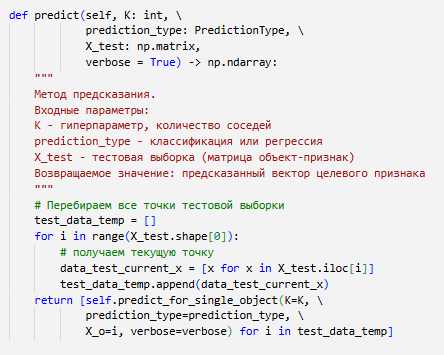 def predict(self, K: int, \
            prediction_type: PredictionType, \
            X_test: np.matrix,
            verbose = True) -> np.ndarray:
    """
    Метод предсказания.
    Входные параметры:
    K - гиперпараметр, количество соседей
    prediction_type - классификация или регрессия
    X_test - тестовая выборка (матрица объект-признак)
    Возвращаемое значение: предсказанный вектор целевого признака
    """
    # Перебираем все точки тестовой выборки
    test_data_temp = []
    for i in range(X_test.shape[0]):
        # получаем текущую точку
        data_test_current_x = [x for x in X_test.iloc[i]]
        test_data_temp.append(data_test_current_x)
    return [self.predict_for_single_object(K=K, \
            prediction_type=prediction_type, \
            X_o=i, verbose=verbose) for i in test_data_temp]